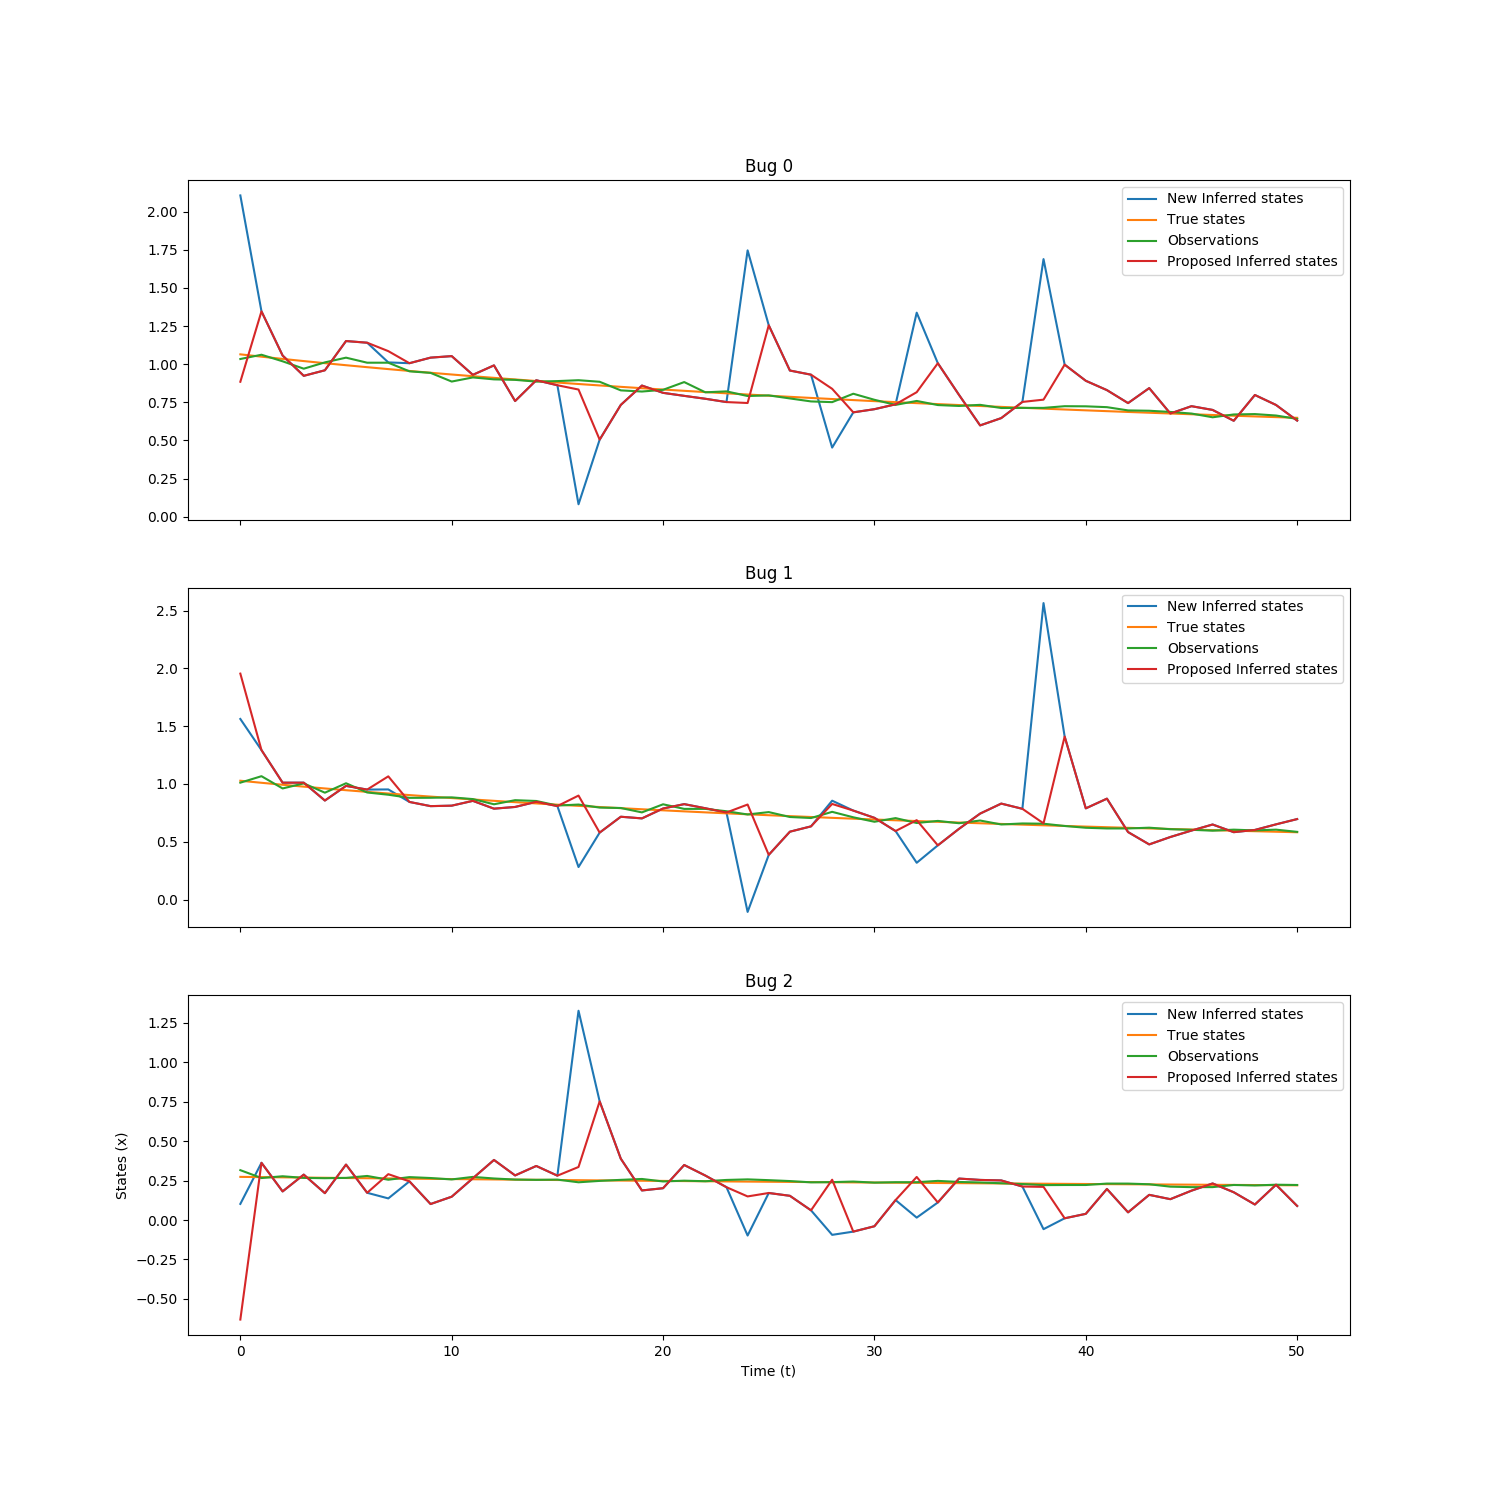 Bug 0
2.00
1.75
1.50
1.25
1.00
0.75
0.50
0.25
0.00
New Inferred states
True states
Observations
Proposed Inferred states
Bug 1
2.5
2.0
1.5
1.0
0.5
0.0
New Inferred states
True states
Observations
Proposed Inferred states
Bug 2
1.25
1.00
0.75
0.50
0.25
0.00
−0.25
−0.50
States (x)
New Inferred states
True states
Observations
Proposed Inferred states
0 10 20 30 40 50
Time (t)